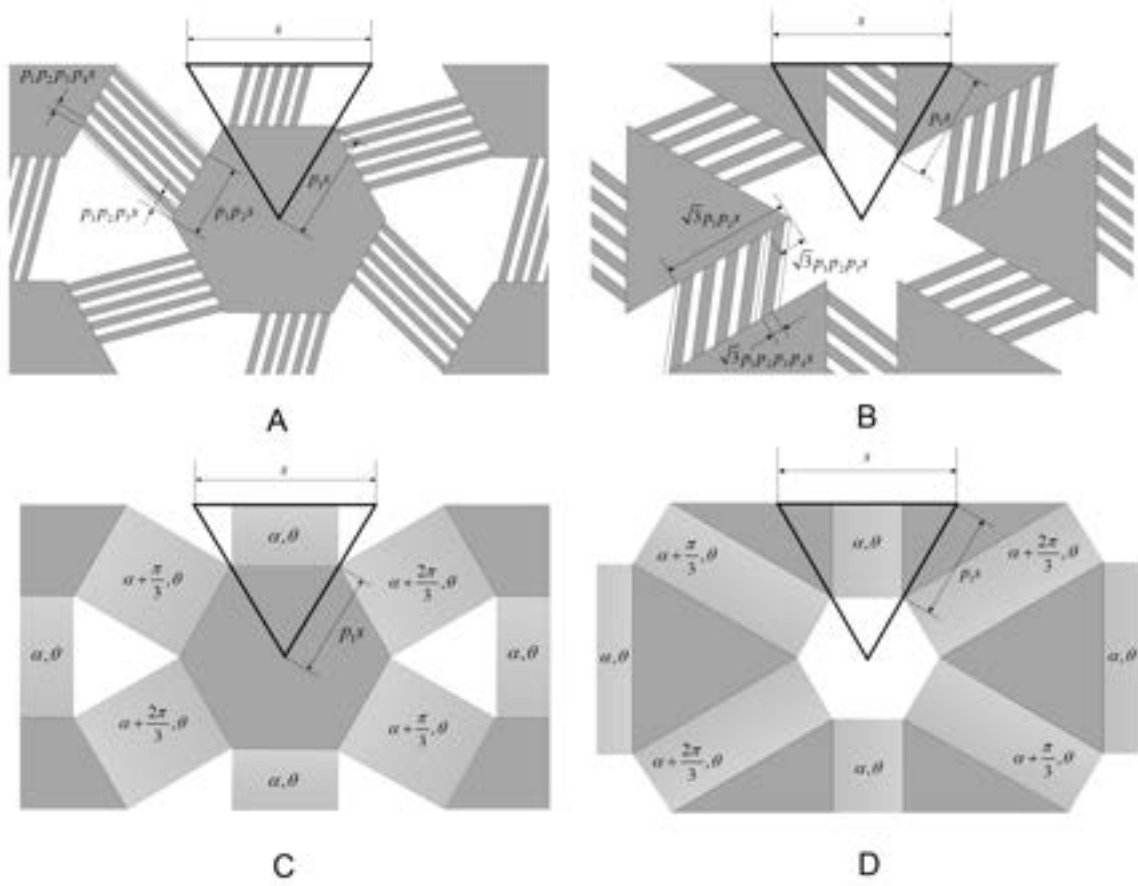 s
s
p₁p₂p₃p₄s
p₁s
p₁s
p₁p₂s
p₁p₂p₃s
√3p₁p₂s
√3p₁p₂p₃s
√3p₁p₂p₃p₄s
A
B
s
s
α,θ
α,θ
α+π/3,θ
α+2π/3,θ
α+π/3,θ
α+2π/3,θ
p₁s
p₁s
α,θ
α,θ
α,θ
α,θ
α+2π/3,θ
α+π/3,θ
α+2π/3,θ
α+π/3,θ
α,θ
α,θ
C
D